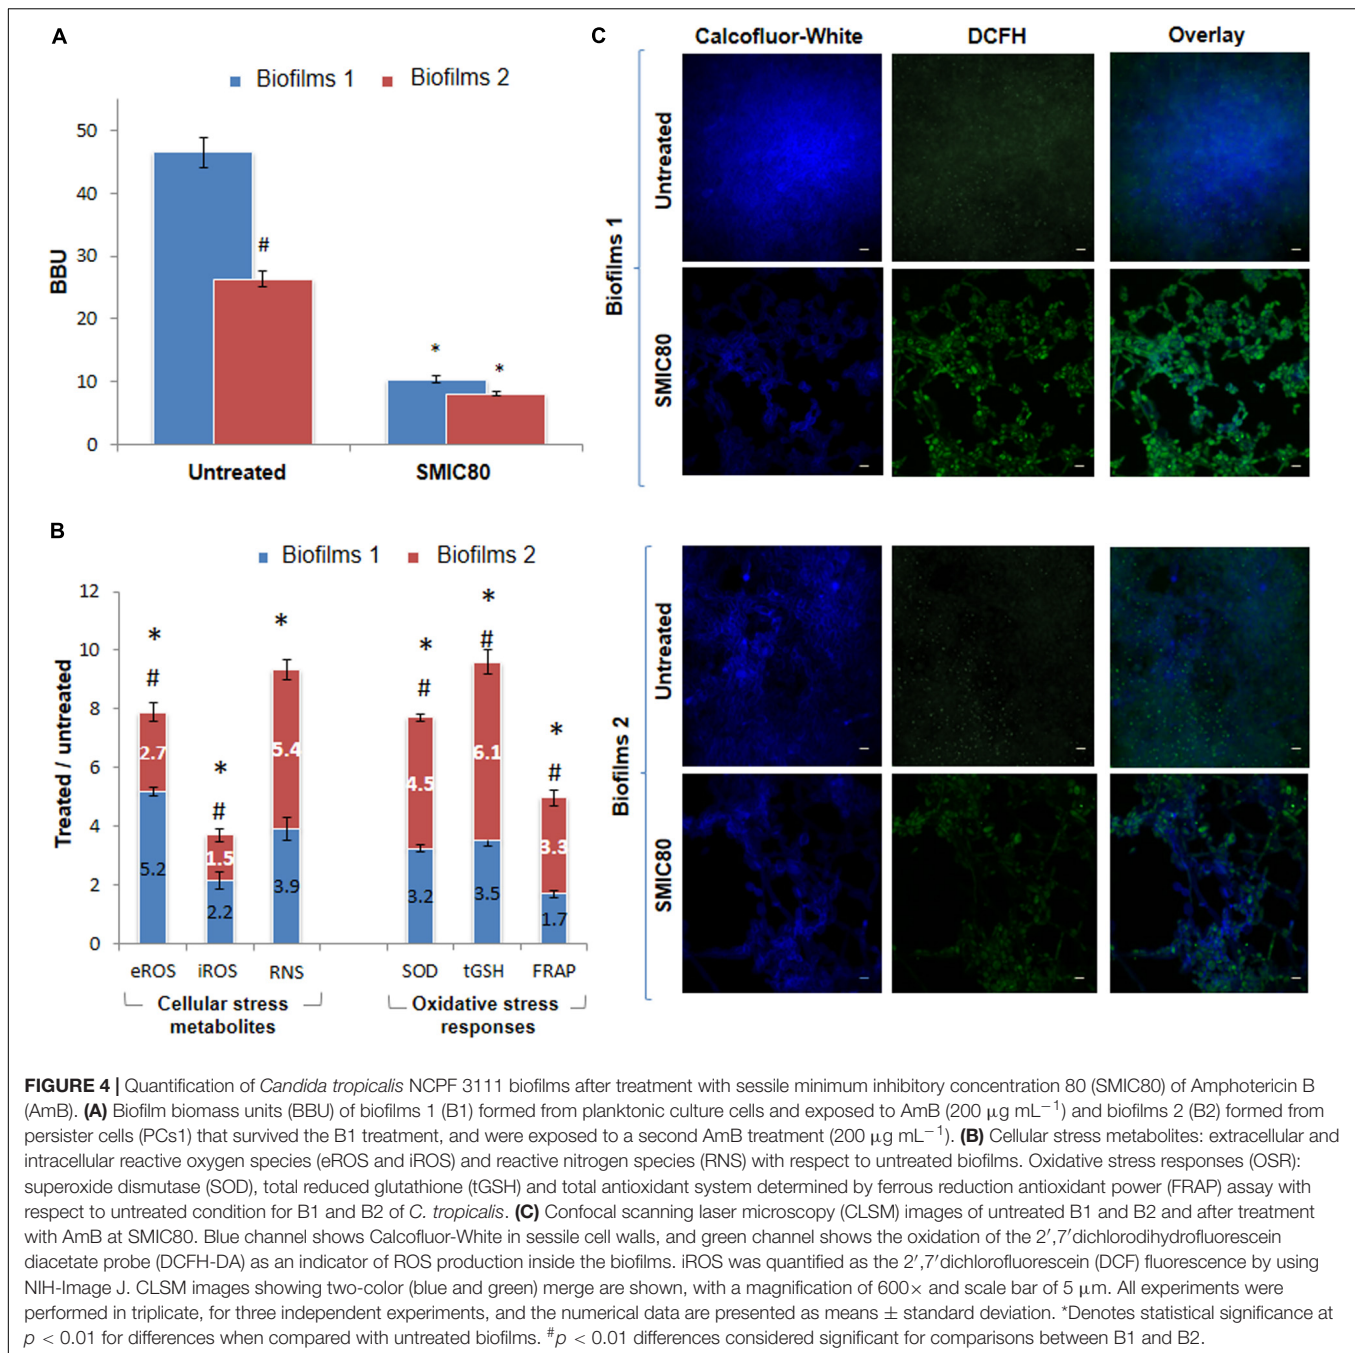 A
Biofilms 1 Biofilms 2
50
40
30
20
10
0
BBU
#
*
*
Untreated SMIC80
C
Calcofluor-White DCFH Overlay
Biofilms 1
Untreated
SMIC80
B
Biofilms 1 Biofilms 2
12
10
8
6
4
2
0
Treated / untreated
* * * * * *
# # # # #
2.7 1.5 5.4 4.5 6.1 3.3
5.2 2.2 3.9 3.2 3.5 1.7
eROS iROS RNS SOD tGSH FRAP
Cellular stress metabolites
Oxidative stress responses
Biofilms 2
Untreated
SMIC80
FIGURE 4 | Quantification of Candida tropicalis NCPF 3111 biofilms after treatment with sessile minimum inhibitory concentration 80 (SMIC80) of Amphotericin B
(AmB). (A) Biofilm biomass units (BBU) of biofilms 1 (B1) formed from planktonic culture cells and exposed to AmB (200 μg mL−1) and biofilms 2 (B2) formed from
persister cells (PCs1) that survived the B1 treatment, and were exposed to a second AmB treatment (200 μg mL−1). (B) Cellular stress metabolites: extracellular and
intracellular reactive oxygen species (eROS and iROS) and reactive nitrogen species (RNS) with respect to untreated biofilms. Oxidative stress responses (OSR):
superoxide dismutase (SOD), total reduced glutathione (tGSH) and total antioxidant system determined by ferrous reduction antioxidant power (FRAP) assay with
respect to untreated condition for B1 and B2 of C. tropicalis. (C) Confocal scanning laser microscopy (CLSM) images of untreated B1 and B2 and after treatment
with AmB at SMIC80. Blue channel shows Calcofluor-White in sessile cell walls, and green channel shows the oxidation of the 2′,7′dichlorodihydrofluorescein
diacetate probe (DCFH-DA) as an indicator of ROS production inside the biofilms. iROS was quantified as the 2′,7′dichlorofluorescein (DCF) fluorescence by using
NIH-Image J. CLSM images showing two-color (blue and green) merge are shown, with a magnification of 600× and scale bar of 5 μm. All experiments were
performed in triplicate, for three independent experiments, and the numerical data are presented as means ± standard deviation. *Denotes statistical significance at
p < 0.01 for differences when compared with untreated biofilms. #p < 0.01 differences considered significant for comparisons between B1 and B2.